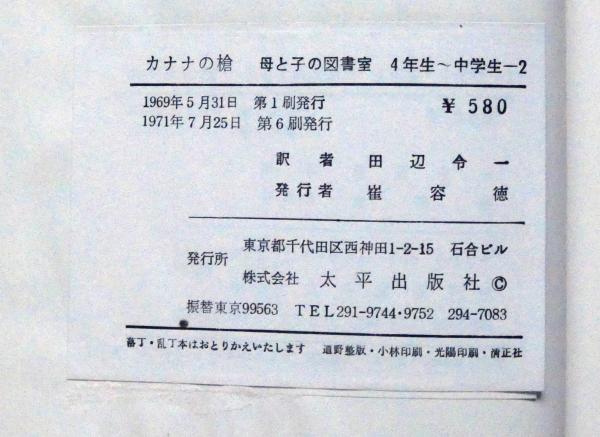 カナナの槍 母と子の図書室 4年生～中学生－2
1969年5月31日 第1刷発行 ￥580
1971年7月25日 第6刷発行
訳者 田辺令一
発行者 崔容徳
東京都千代田区西神田1-2-15 石合ビル
発行所 株式会社 太平出版社 ©
振替東京99563 TEL291-9744・9752 294-7083
落丁・乱丁本はおとりかえいたします 道野整版・小林印刷・光陽印刷・清正社